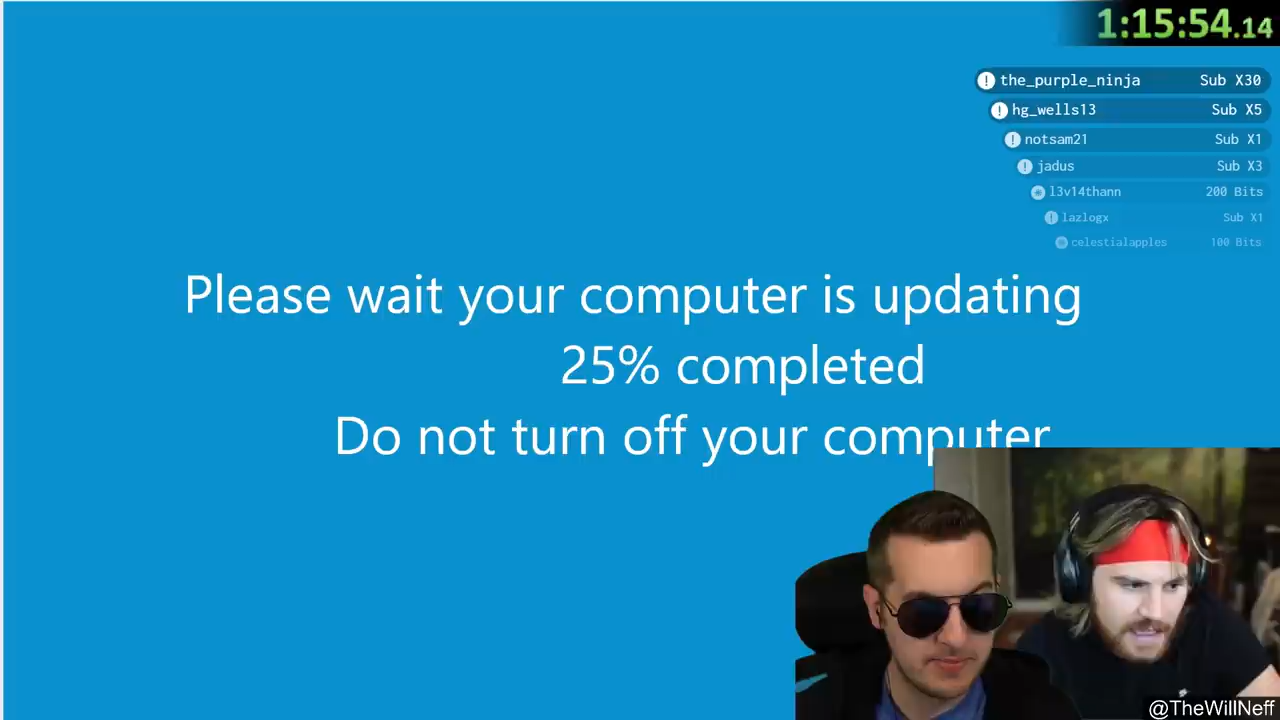 1:15:54.14
the_purple_ninja Sub X30
hg_wells13 Sub X5
notsam21 Sub X1
jadus Sub X3
l3v14thann 200 Bits
lazlogx Sub X1
celestialapples 100 Bits
Please wait your computer is updating
25% completed
Do not turn off your computer
@TheWillNeff